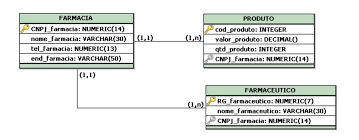 FARMACIA
CNPJ_farmacia: NUMERIC(14)
nome_farmacia: VARCHAR(30)
tel_farmacia: NUMERIC(13)
end_farmacia: VARCHAR(50)
(1,1)
(1,n)
PRODUTO
cod_produto: INTEGER
valor_produto: DECIMAL()
qtd_produto: INTEGER
CNPJ_farmacia: NUMERIC(14)
(1,1)
(1,n)
FARMACEUTICO
RG_farmaceutico: NUMERIC(7)
nome_farmaceutico: VARCHAR(30)
CNPJ_farmacia: NUMERIC(14)